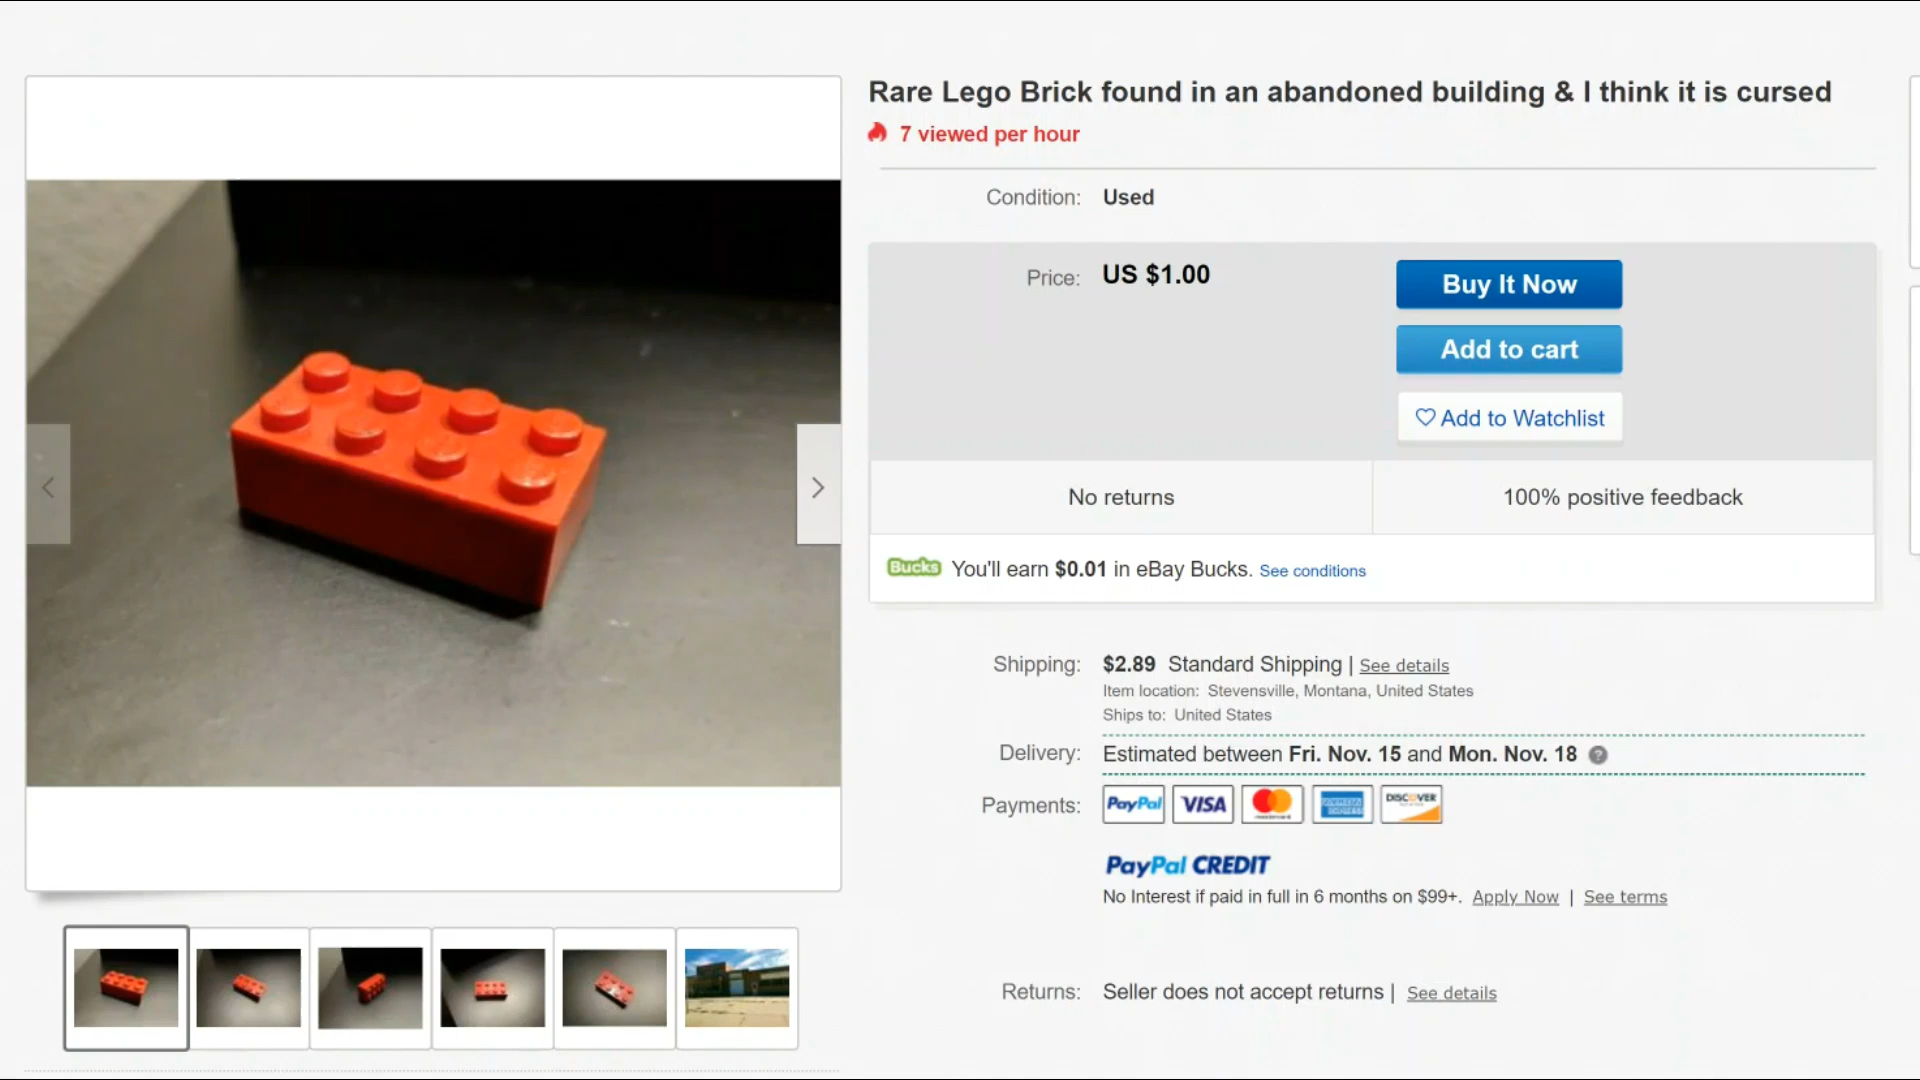 Rare Lego Brick found in an abandoned building & I think it is cursed
7 viewed per hour
Condition: Used
Price: US $1.00
Buy It Now
Add to cart
Add to Watchlist
No returns
100% positive feedback
Bucks You'll earn $0.01 in eBay Bucks. See conditions
Shipping: $2.89 Standard Shipping | See details
Item location: Stevensville, Montana, United States
Ships to: United States
Delivery: Estimated between Fri. Nov. 15 and Mon. Nov. 18 ?
Payments: PayPal VISA mastercard AMERICAN EXPRESS DISCOVER
PayPal CREDIT
No Interest if paid in full in 6 months on $99+. Apply Now | See terms
Returns: Seller does not accept returns | See details